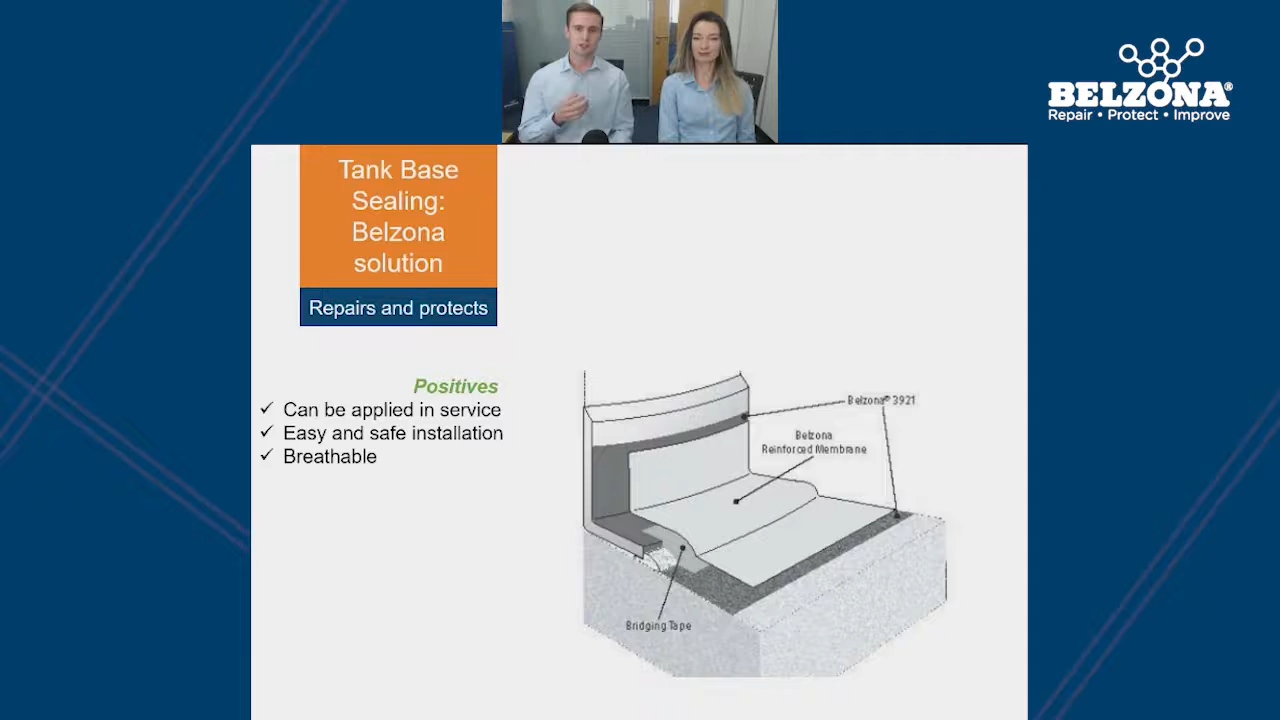 BELZONA®
Repair • Protect • Improve
Tank Base
Sealing:
Belzona
solution
Repairs and protects
Positives
✓ Can be applied in service
✓ Easy and safe installation
✓ Breathable
Belzona® 3921
Belzona
Reinforced Membrane
Bridging Tape